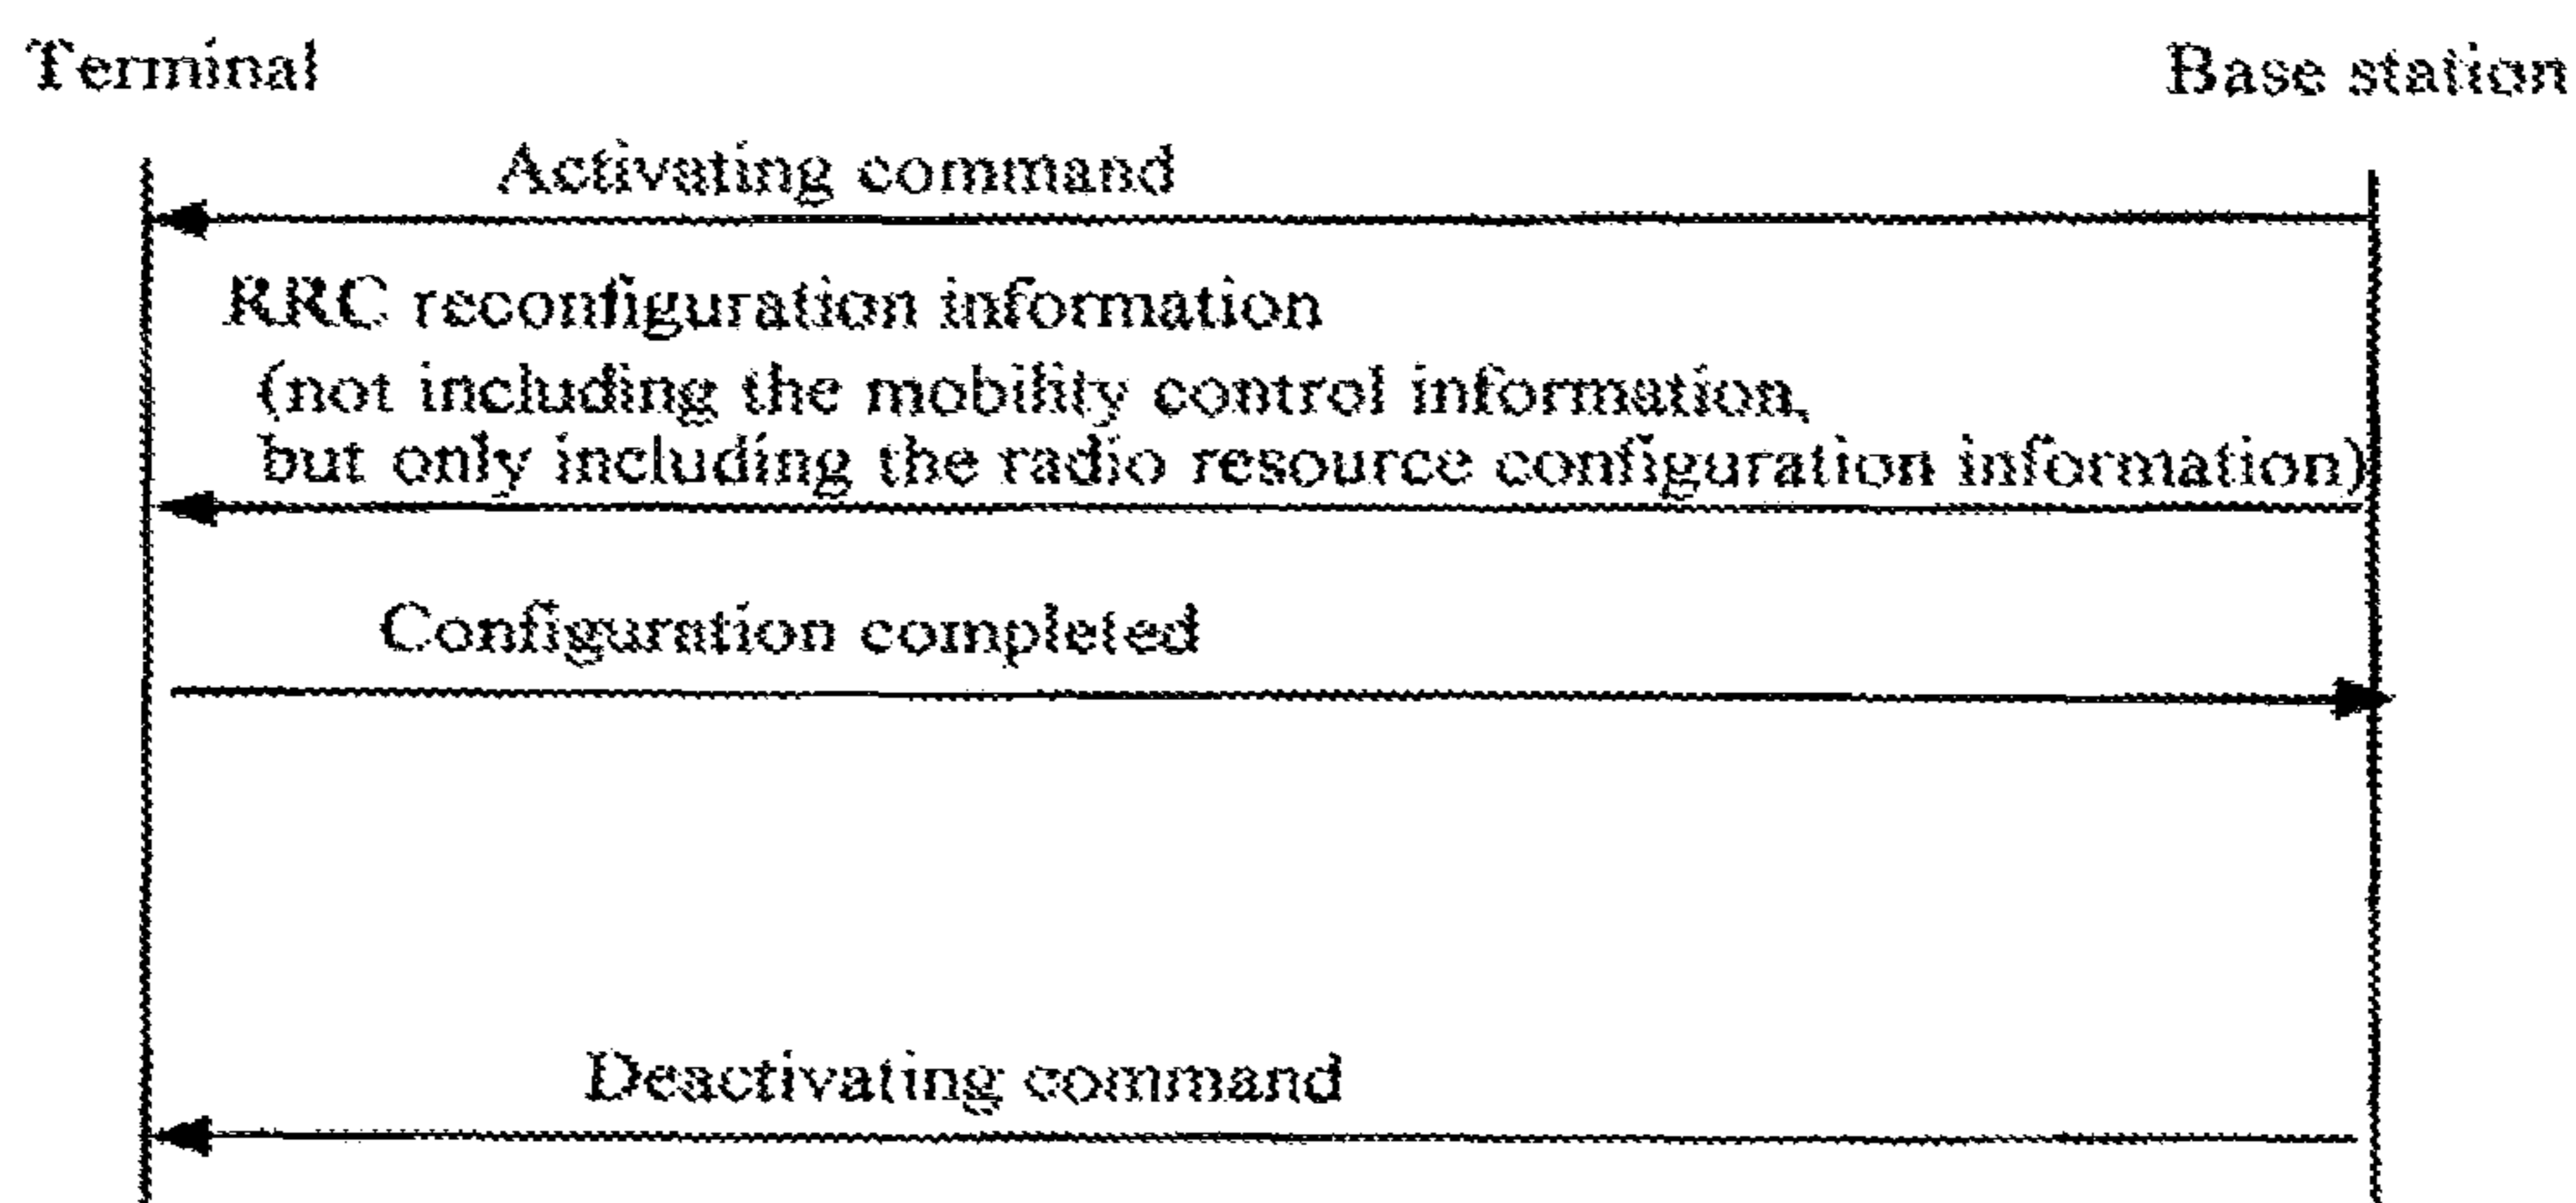 Terminal
Base station
Activating command
RRC reconfiguration information
(not including the mobility control information,
but only including the radio resource configuration information)
Configuration completed
Deactivating command